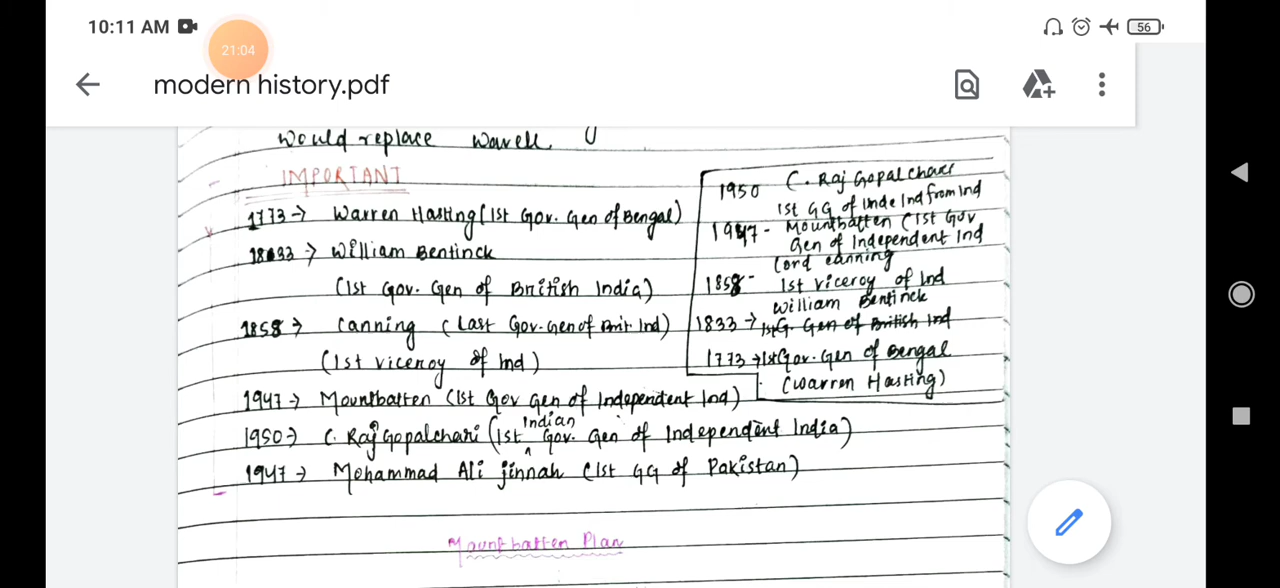 10:11 AM
56
21:04
modern history.pdf
would replace wavell
IMPORTANT
1773→ Warren Hasting (1st Gov. Gen of Bengal)
1833→ William Bentinck
(1st Gov. Gen of British India)
1858→ Canning (Last Gov. Gen of Brit Ind)
(1st viceroy of Ind)
1947→ Mountbatten (1st Gov Gen of Independent Ind)
1950→ C. RajGopalchari (1st Indian Gov. Gen of Independent India)
1947→ Mohammad Ali Jinnah (1st GG of Pakistan)
1950 C. Raj Gopalchari
1st GG of Inde Ind from Ind
1947- Mountbatten (1st Gov
Gen of Independent Ind
Lord canning
1858- 1st viceroy of Ind
William Bentinck
1833→ 1st G. Gen of British Ind
1773→1st Gov. Gen of Bengal
(Warren Hasting)
Mountbatten Plan